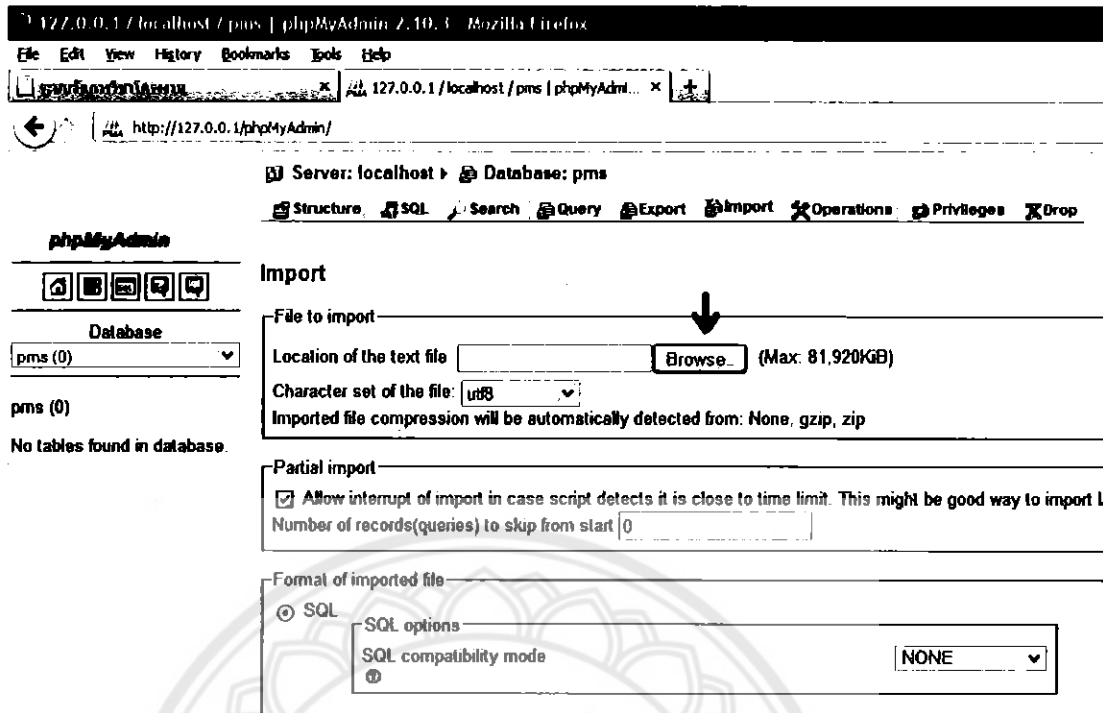 127.0.0.1 / localhost / pms | phpMyAdmin 2.10.3 - Mozilla Firefox
File Edit View History Bookmarks Tools Help
127.0.0.1 / localhost / pms | phpMyAdmi... × +
http://127.0.0.1/phpMyAdmin/
Server: localhost Database: pms
Structure SQL Search Query Export Import Operations Privileges Drop
phpMyAdmin
Import
File to import
Database
pms (0)
Location of the text file Browse... (Max: 81,920KiB)
Character set of the file: utf8
pms (0)
Imported file compression will be automatically detected from: None, gzip, zip
No tables found in database.
Partial import
Allow interrupt of import in case script detects it is close to time limit. This might be good way to import L
Number of records(queries) to skip from start 0
Format of imported file
SQL
SQL options
SQL compatibility mode NONE